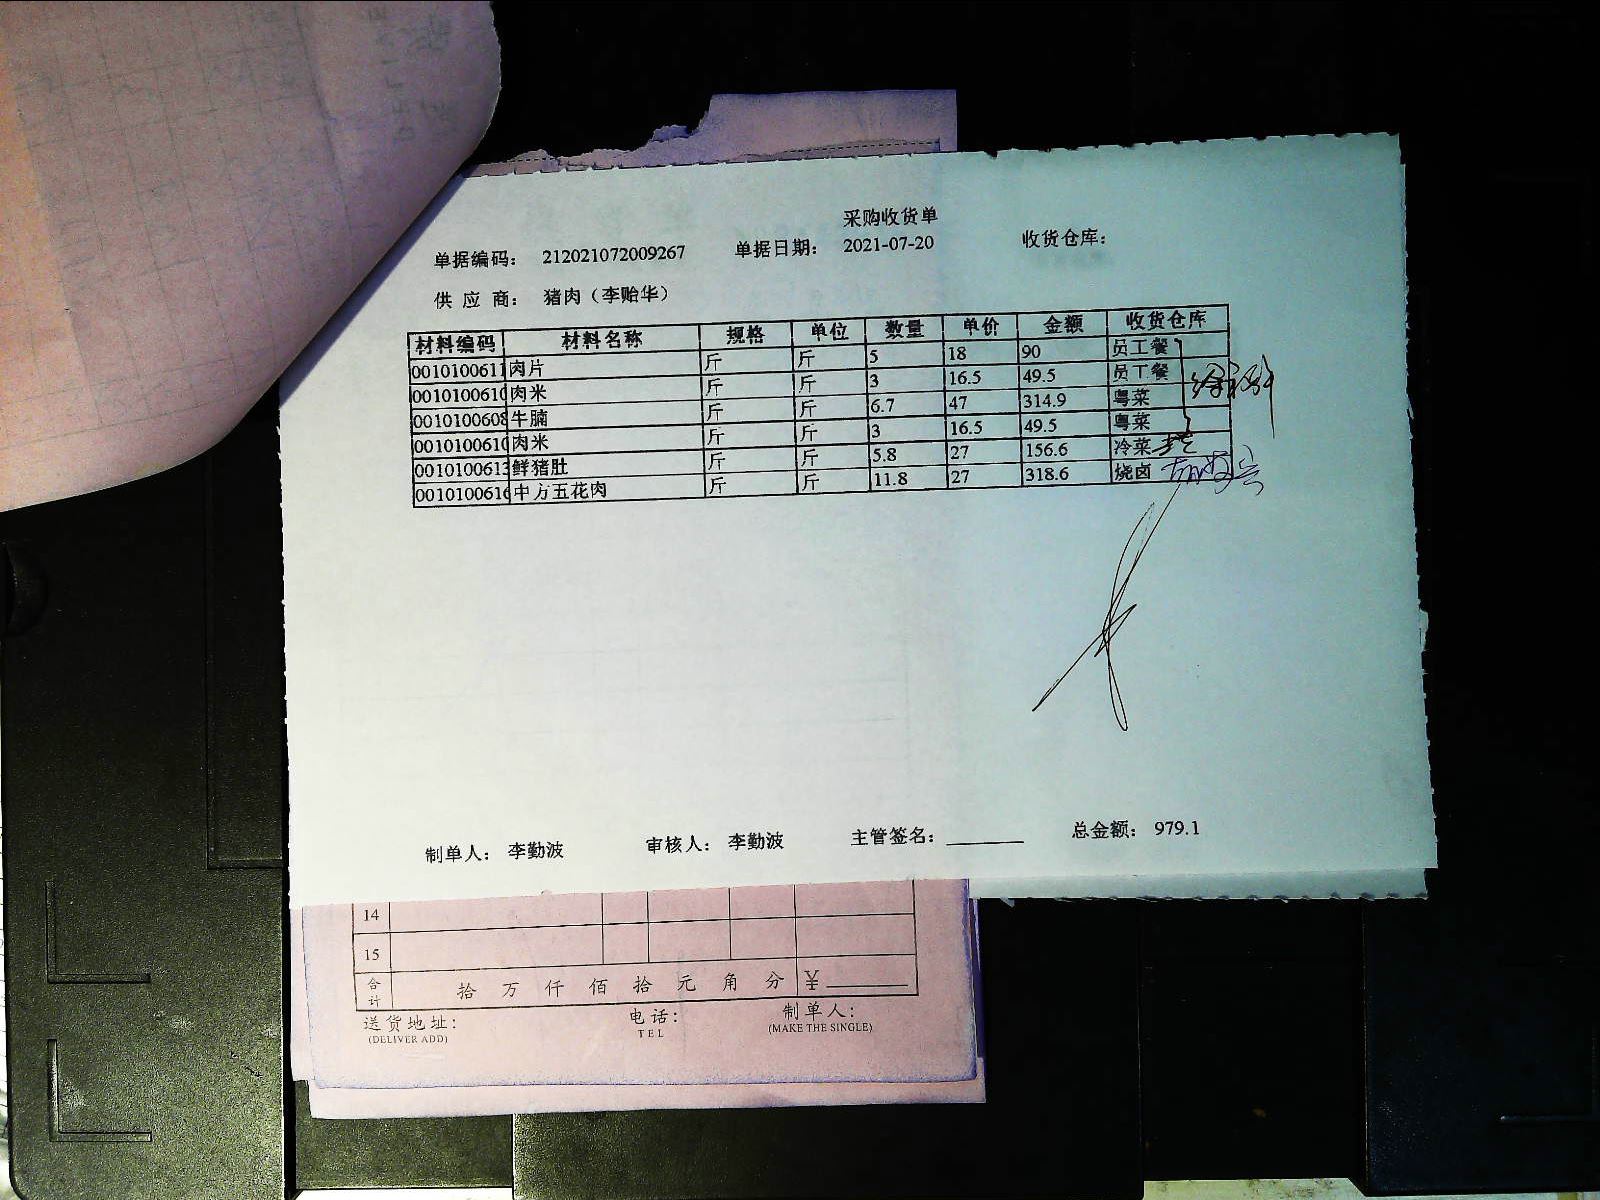 采购收货单
单据编码： 212021072009267 单据日期： 2021-07-20 收货仓库：
供 应 商： 猪肉（李贻华）
材料编码 材料名称 规格 单位 数量 单价 金额 收货仓库
0010100611 肉片 斤 斤 5 18 90 员工餐
0010100610 肉米 斤 斤 3 16.5 49.5 员工餐
0010100608 牛腩 斤 斤 6.7 47 314.9 粤菜
0010100610 肉米 斤 斤 3 16.5 49.5 粤菜
0010100613 鲜猪肚 斤 斤 5.8 27 156.6 冷菜
0010100616 中方五花肉 斤 斤 11.8 27 318.6 烧卤
制单人： 李勤波 审核人： 李勤波 主管签名： 总金额： 979.1
14
15
合计 拾 万 仟 佰 拾 元 角 分 ¥
送货地址： 电话： 制单人：
(DELIVER ADD) TEL (MAKE THE SINGLE)